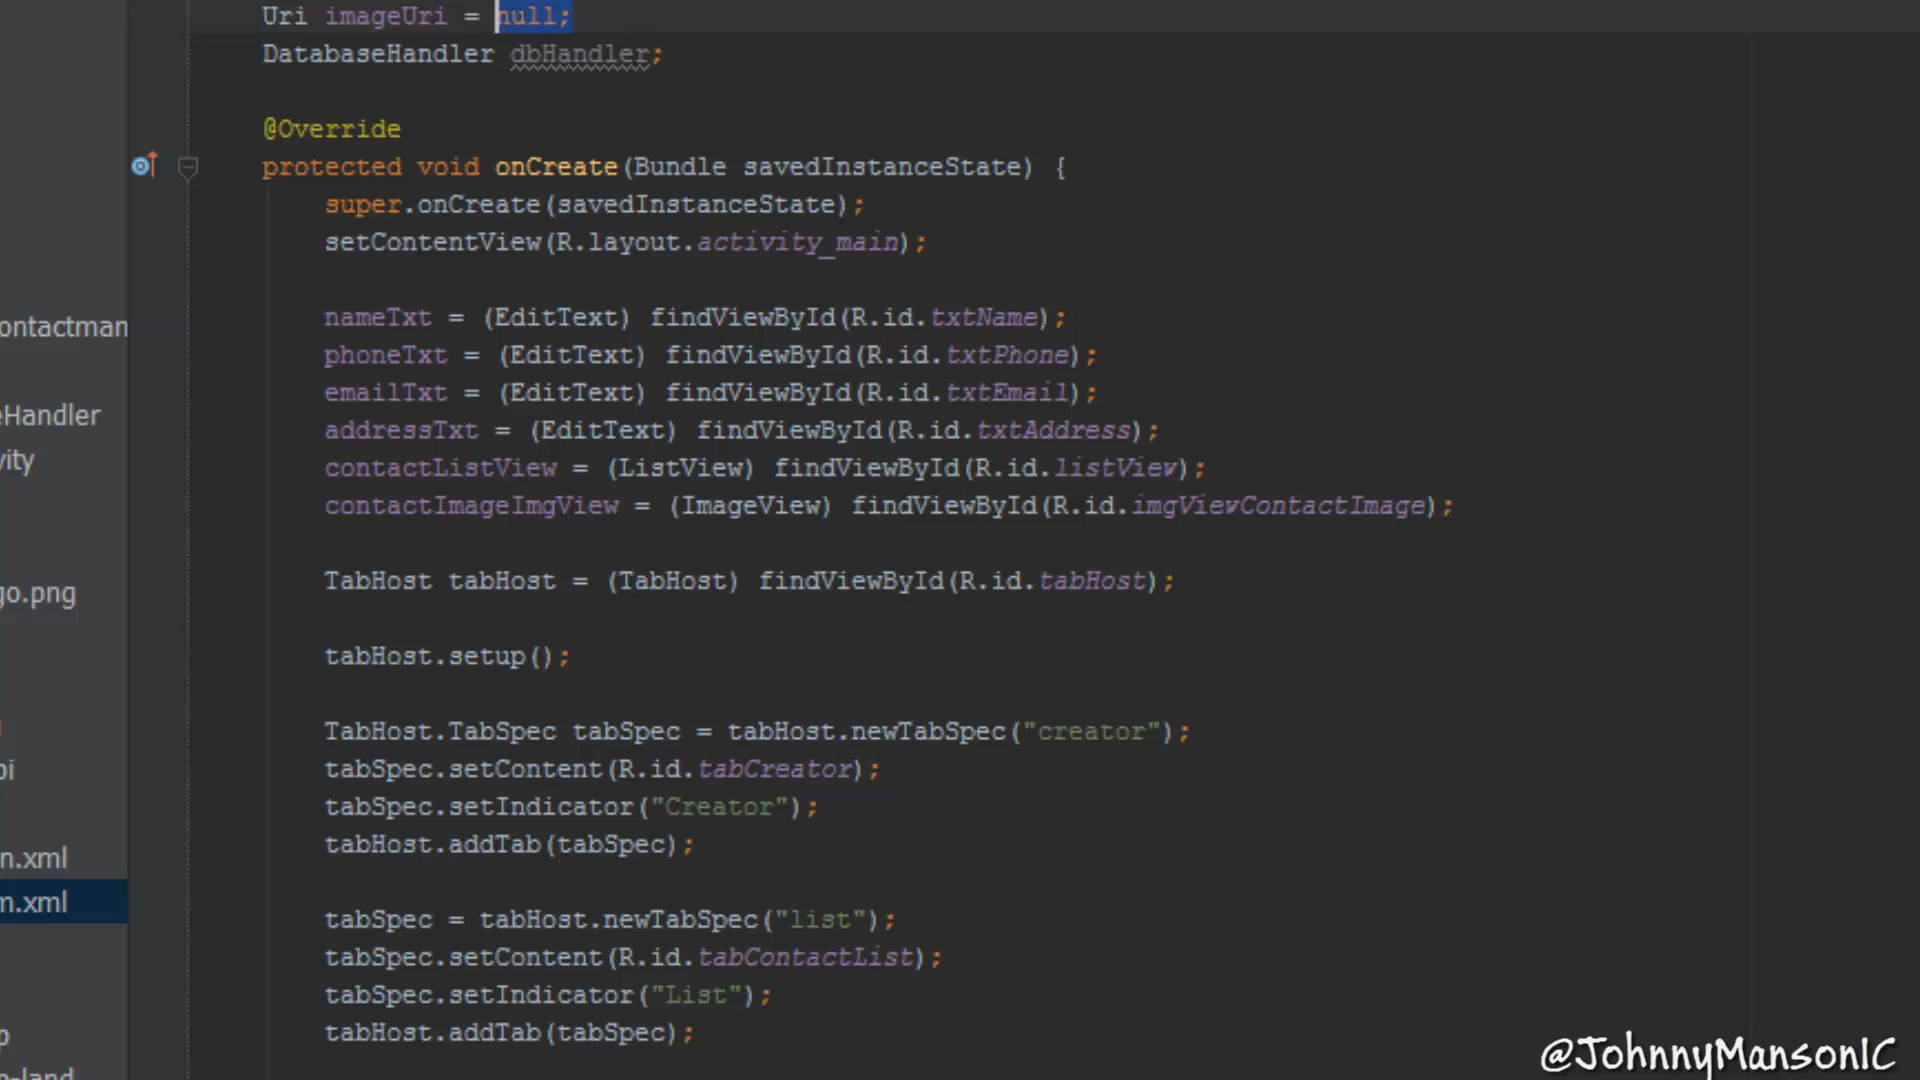 Uri imageUri = null;
DatabaseHandler dbHandler;
@Override
protected void onCreate(Bundle savedInstanceState) {
super.onCreate(savedInstanceState);
setContentView(R.layout.activity_main);
nameTxt = (EditText) findViewById(R.id.txtName);
phoneTxt = (EditText) findViewById(R.id.txtPhone);
emailTxt = (EditText) findViewById(R.id.txtEmail);
addressTxt = (EditText) findViewById(R.id.txtAddress);
contactListView = (ListView) findViewById(R.id.listView);
contactImageImgView = (ImageView) findViewById(R.id.imgViewContactImage);
TabHost tabHost = (TabHost) findViewById(R.id.tabHost);
tabHost.setup();
TabHost.TabSpec tabSpec = tabHost.newTabSpec("creator");
tabSpec.setContent(R.id.tabCreator);
tabSpec.setIndicator("Creator");
tabHost.addTab(tabSpec);
tabSpec = tabHost.newTabSpec("list");
tabSpec.setContent(R.id.tabContactList);
tabSpec.setIndicator("List");
tabHost.addTab(tabSpec);
ontactman
eHandler
vity
go.png
pi
n.xml
m.xml
p
o-land
@JohnnyManson1C